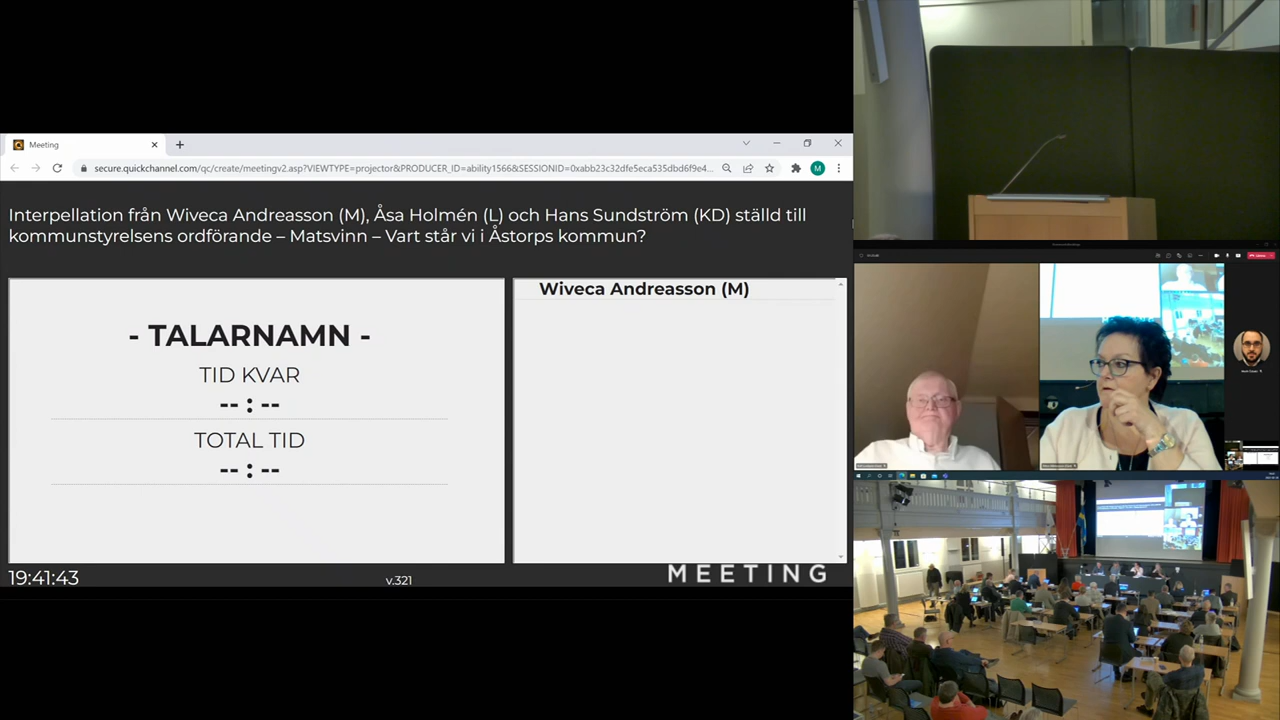 Meeting
secure.quickchannel.com/qc/create/meetingv2.asp?VIEWTYPE=projector&PRODUCER_ID=ability1566&SESSIONID=0xabb23c32dfe5eca535dbd6f9e4...
M
Interpellation från Wiveca Andreasson (M), Åsa Holmén (L) och Hans Sundström (KD) ställd till
kommunstyrelsens ordförande – Matsvinn – Vart står vi i Åstorps kommun?
- TALARNAMN -
TID KVAR
-- : --
TOTAL TID
-- : --
Wiveca Andreasson (M)
19:41:43
v.321
MEETING